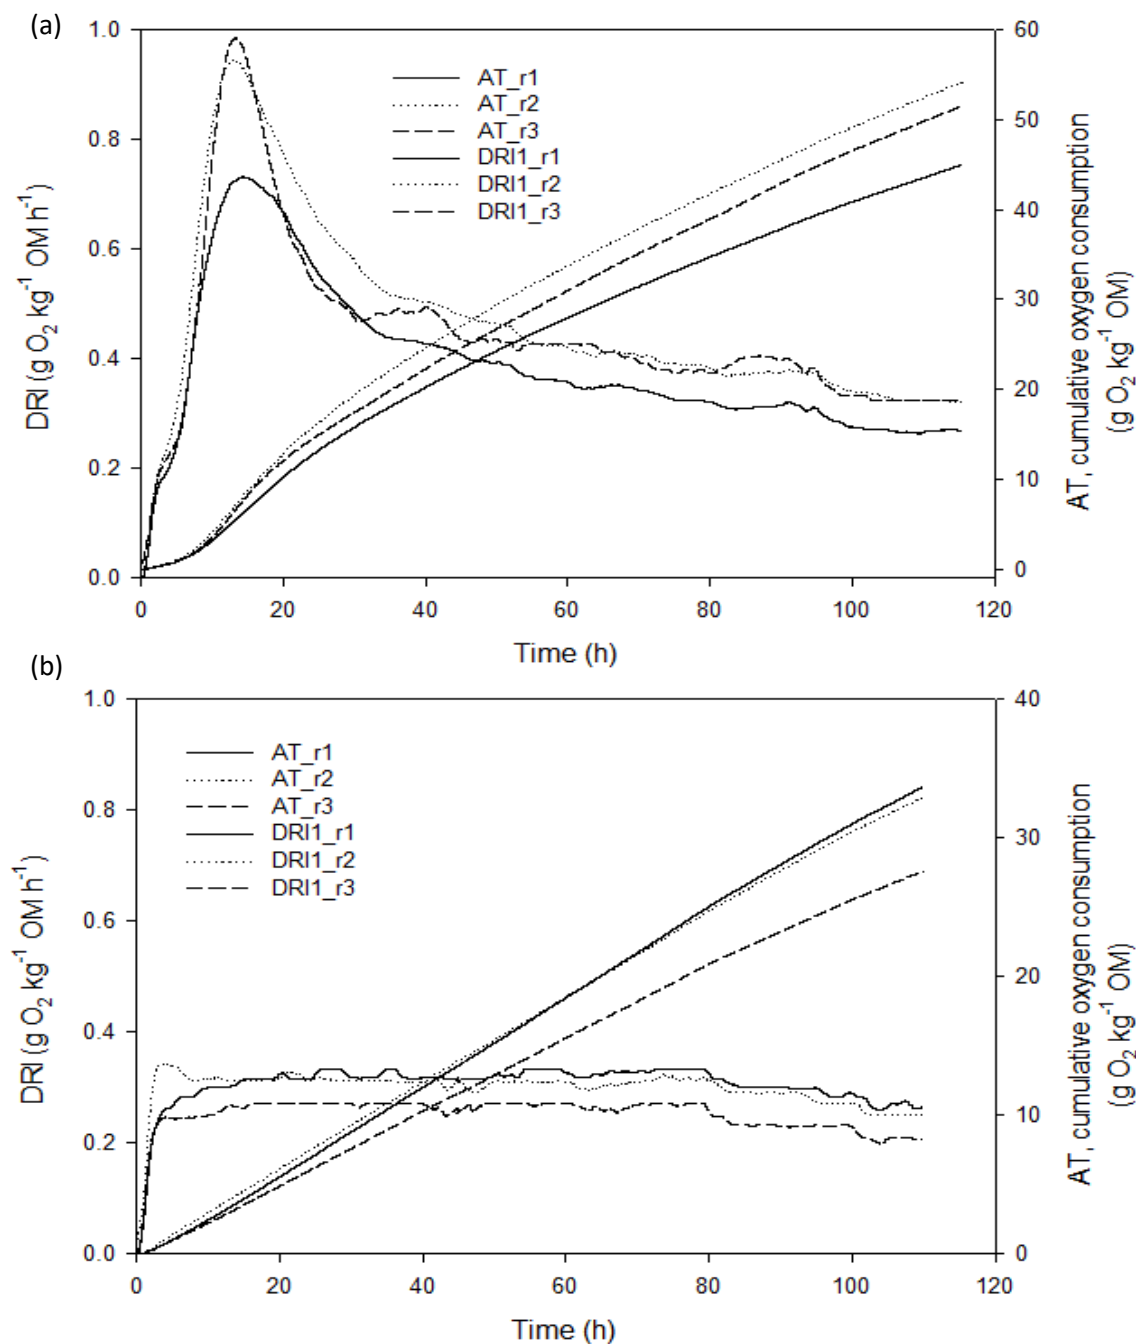 (a)
1.0
0.8
0.6
0.4
0.2
0.0
DRI (g O₂ kg⁻¹ OM h⁻¹)
AT_r1
AT_r2
AT_r3
DRI1_r1
DRI1_r2
DRI1_r3
60
50
40
30
20
10
0
AT, cumulative oxygen consumption
(g O₂ kg⁻¹ OM)
0 20 40 60 80 100 120
Time (h)
(b)
1.0
0.8
0.6
0.4
0.2
0.0
DRI (g O₂ kg⁻¹ OM h⁻¹)
AT_r1
AT_r2
AT_r3
DRI1_r1
DRI1_r2
DRI1_r3
40
30
20
10
0
AT, cumulative oxygen consumption
(g O₂ kg⁻¹ OM)
0 20 40 60 80 100 120
Time (h)